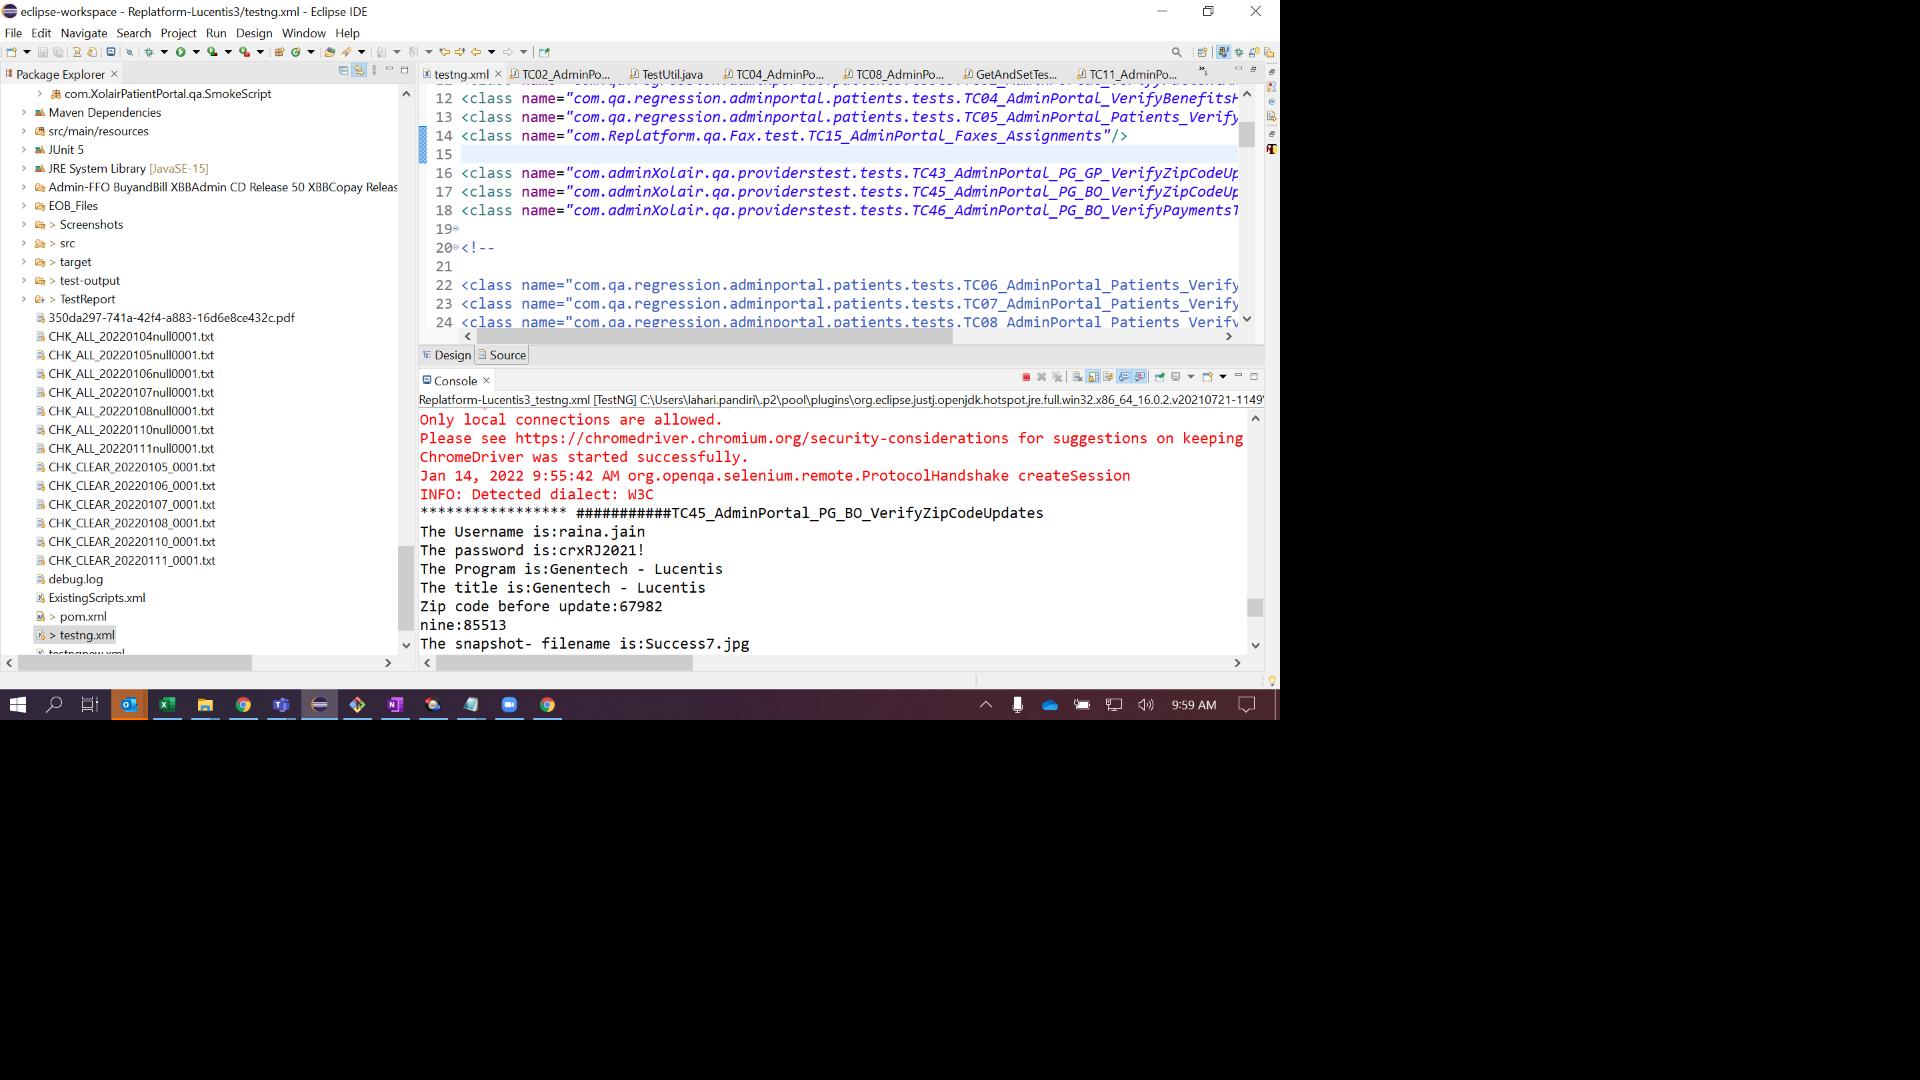 eclipse-workspace - Replatform-Lucentis3/testng.xml - Eclipse IDE
File Edit Navigate Search Project Run Design Window Help
Package Explorer
com.XolairPatientPortal.qa.SmokeScript
Maven Dependencies
src/main/resources
JUnit 5
JRE System Library [JavaSE-15]
Admin-FFO BuyandBill XBBAdmin CD Release 50 XBBCopay Releas
EOB_Files
> Screenshots
> src
> target
> test-output
> TestReport
350da297-741a-42f4-a883-16d6e8ce432c.pdf
CHK_ALL_20220104null0001.txt
CHK_ALL_20220105null0001.txt
CHK_ALL_20220106null0001.txt
CHK_ALL_20220107null0001.txt
CHK_ALL_20220108null0001.txt
CHK_ALL_20220110null0001.txt
CHK_ALL_20220111null0001.txt
CHK_CLEAR_20220105_0001.txt
CHK_CLEAR_20220106_0001.txt
CHK_CLEAR_20220107_0001.txt
CHK_CLEAR_20220108_0001.txt
CHK_CLEAR_20220110_0001.txt
CHK_CLEAR_20220111_0001.txt
debug.log
ExistingScripts.xml
> pom.xml
> testng.xml
testng.xml TC02_AdminPo... TestUtil.java TC04_AdminPo... TC08_AdminPo... GetAndSetTes... TC11_AdminPo...
12 <class name="com.qa.regression.adminportal.patients.tests.TC04_AdminPortal_VerifyBenefitsH
13 <class name="com.qa.regression.adminportal.patients.tests.TC05_AdminPortal_Patients_Verify
14 <class name="com.Replatform.qa.Fax.test.TC15_AdminPortal_Faxes_Assignments"/>
15
16 <class name="com.adminXolair.qa.providerstest.tests.TC43_AdminPortal_PG_GP_VerifyZipCodeUp
17 <class name="com.adminXolair.qa.providerstest.tests.TC45_AdminPortal_PG_BO_VerifyZipCodeUp
18 <class name="com.adminXolair.qa.providerstest.tests.TC46_AdminPortal_PG_BO_VerifyPaymentsT
19
20 <!--
21
22 <class name="com.qa.regression.adminportal.patients.tests.TC06_AdminPortal_Patients_Verify
23 <class name="com.qa.regression.adminportal.patients.tests.TC07_AdminPortal_Patients_Verify
24 <class name="com.qa.regression.adminportal.patients.tests.TC08_AdminPortal_Patients_Verify
Design Source
Console
Replatform-Lucentis3_testng.xml [TestNG] C:\Users\lahari.pandiri\.p2\pool\plugins\org.eclipse.justj.openjdk.hotspot.jre.full.win32.x86_64_16.0.2.v20210721-1149\
Only local connections are allowed.
Please see https://chromedriver.chromium.org/security-considerations for suggestions on keeping
ChromeDriver was started successfully.
Jan 14, 2022 9:55:42 AM org.openqa.selenium.remote.ProtocolHandshake createSession
INFO: Detected dialect: W3C
***************** ###########TC45_AdminPortal_PG_BO_VerifyZipCodeUpdates
The Username is:raina.jain
The password is:crxRJ2021!
The Program is:Genentech - Lucentis
The title is:Genentech - Lucentis
Zip code before update:67982
nine:85513
The snapshot- filename is:Success7.jpg
9:59 AM